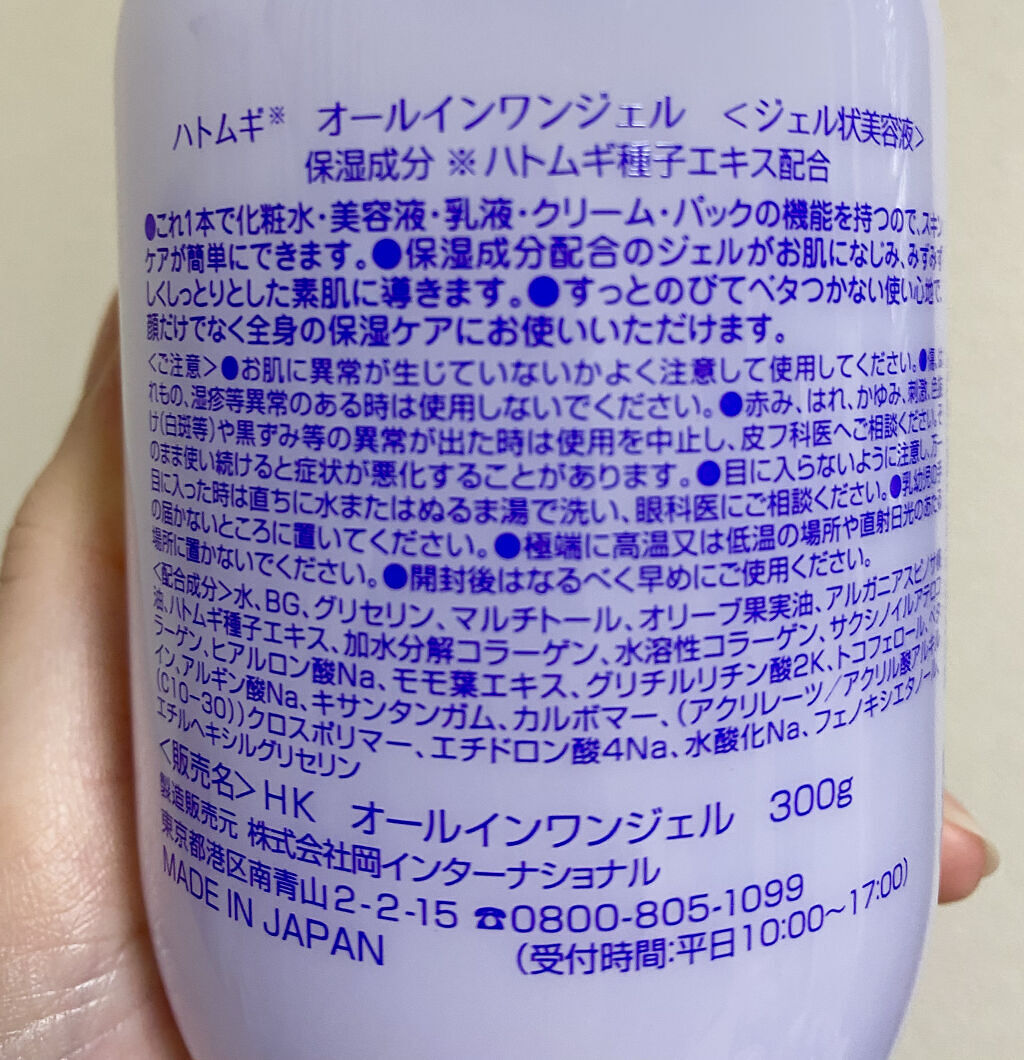 ハトムギ※ オールインワンジェル <ジェル状美容液>
保湿成分 ※ ハトムギ種子エキス配合
●これ1本で化粧水・美容液・乳液・クリーム・パックの機能を持つので、スキン
ケアが簡単にできます。●保湿成分配合のジェルがお肌になじみ、みずみず
しくしっとりとした素肌に導きます。●すっとのびてベタつかない使い心地で、
顔だけでなく全身の保湿ケアにお使いいただけます。
<ご注意>●お肌に異常が生じていないかよく注意して使用してください。●傷、は
れもの、湿疹等異常のある時は使用しないでください。●赤み、はれ、かゆみ、刺激、色抜
け(白斑等)や黒ずみ等の異常が出た時は使用を中止し、皮フ科医へご相談ください。そ
のまま使い続けると症状が悪化することがあります。●目に入らないように注意し、万一
目に入った時は直ちに水またはぬるま湯で洗い、眼科医にご相談ください。●乳幼児の手
の届かないところに置いてください。●極端に高温又は低温の場所や直射日光のあたる
場所に置かないでください。●開封後はなるべく早めにご使用ください。
<配合成分>水、BG、グリセリン、マルチトール、オリーブ果実油、アルガニアスピノサ核
油、ハトムギ種子エキス、加水分解コラーゲン、水溶性コラーゲン、サクシノイルアテロコ
ラーゲン、ヒアルロン酸Na、モモ葉エキス、グリチルリチン酸2K、トコフェロール、ベタ
イン、アルギン酸Na、キサンタンガム、カルボマー、(アクリレーツ/アクリル酸アルキル
(C10-30))クロスポリマー、エチドロン酸4Na、水酸化Na、フェノキシエタノール、
エチルヘキシルグリセリン
<販売名>HK オールインワンジェル 300g
製造販売元 株式会社岡インターナショナル
東京都港区南青山2-2-15 ☎0800-805-1099
MADE IN JAPAN (受付時間:平日10:00~17:00)